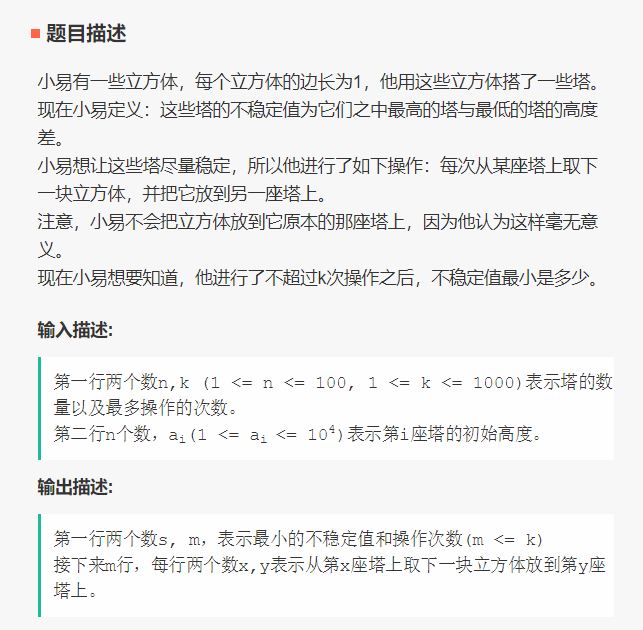 题目描述
小易有一些立方体，每个立方体的边长为1，他用这些立方体搭了一些塔。
现在小易定义：这些塔的不稳定值为它们之中最高的塔与最低的塔的高度
差。
小易想让这些塔尽量稳定，所以他进行了如下操作：每次从某座塔上取下
一块立方体，并把它放到另一座塔上。
注意，小易不会把立方体放到它原本的那座塔上，因为他认为这样毫无意
义。
现在小易想要知道，他进行了不超过k次操作之后，不稳定值最小是多少。
输入描述:
第一行两个数n,k (1 <= n <= 100, 1 <= k <= 1000)表示塔的数
量以及最多操作的次数。
第二行n个数，aᵢ(1 <= aᵢ <= 10⁴)表示第i座塔的初始高度。
输出描述:
第一行两个数s, m，表示最小的不稳定值和操作次数(m <= k)
接下来m行，每行两个数x,y表示从第x座塔上取下一块立方体放到第y座
塔上。